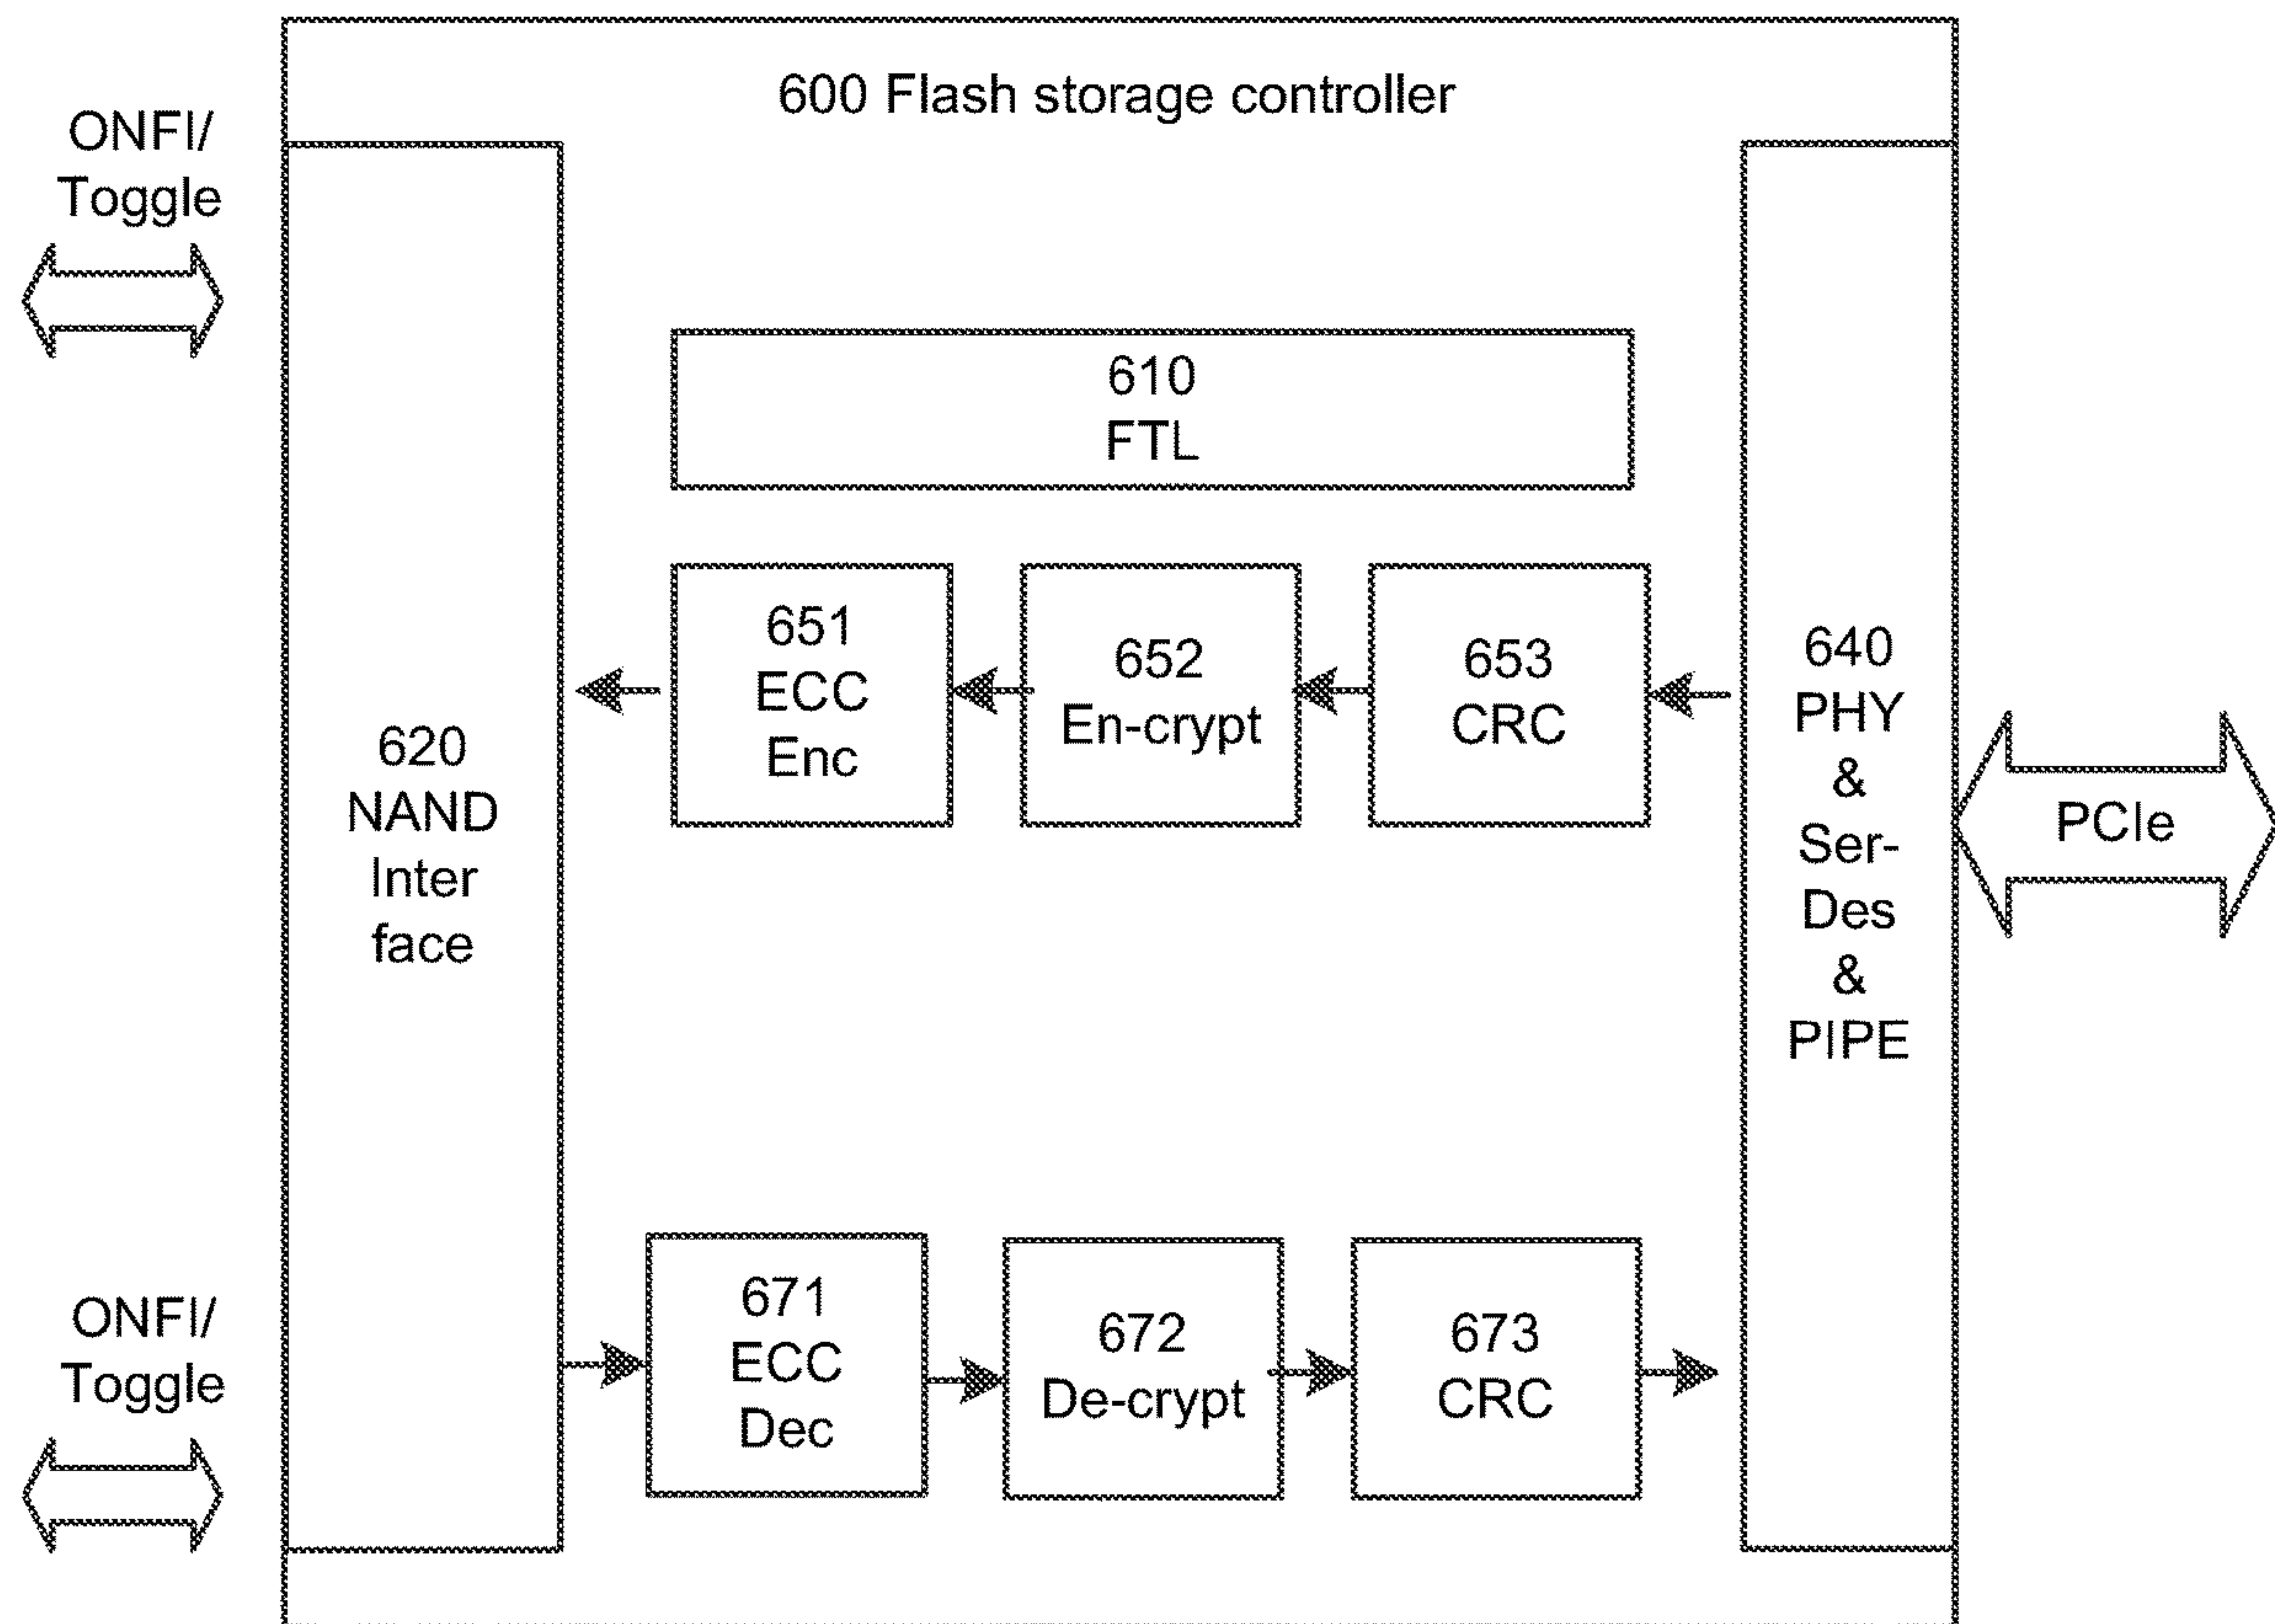 600 Flash storage controller
ONFI/
Toggle
610
FTL
651
ECC
Enc
652
En-crypt
653
CRC
620
NAND
Inter
face
640
PHY
&
Ser-
Des
&
PIPE
PCIe
ONFI/
Toggle
671
ECC
Dec
672
De-crypt
673
CRC